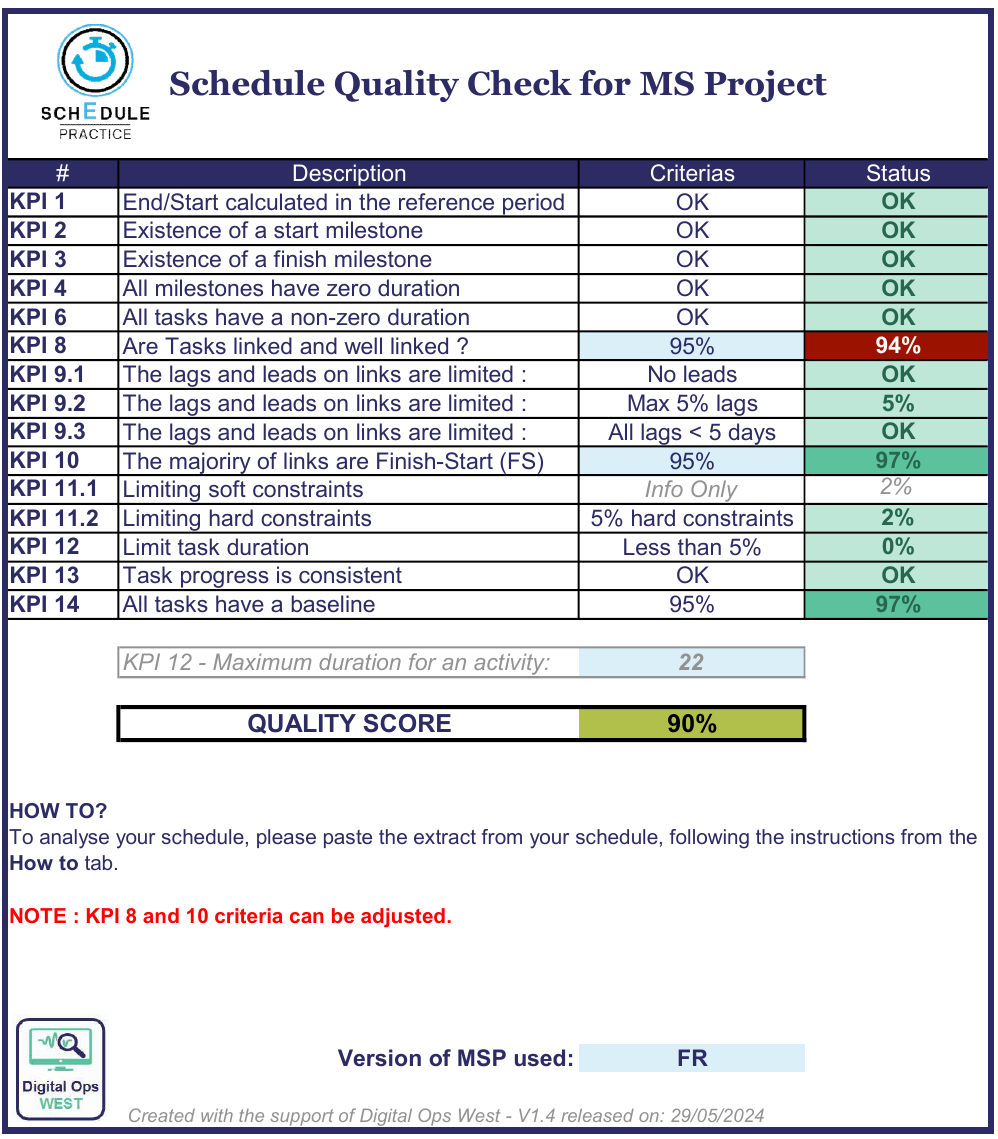 SCHEDULE
PRACTICE
Schedule Quality Check for MS Project
# Description Criterias Status
KPI 1 End/Start calculated in the reference period OK OK
KPI 2 Existence of a start milestone OK OK
KPI 3 Existence of a finish milestone OK OK
KPI 4 All milestones have zero duration OK OK
KPI 6 All tasks have a non-zero duration OK OK
KPI 8 Are Tasks linked and well linked ? 95% 94%
KPI 9.1 The lags and leads on links are limited : No leads OK
KPI 9.2 The lags and leads on links are limited : Max 5% lags 5%
KPI 9.3 The lags and leads on links are limited : All lags < 5 days OK
KPI 10 The majoriry of links are Finish-Start (FS) 95% 97%
KPI 11.1 Limiting soft constraints Info Only 2%
KPI 11.2 Limiting hard constraints 5% hard constraints 2%
KPI 12 Limit task duration Less than 5% 0%
KPI 13 Task progress is consistent OK OK
KPI 14 All tasks have a baseline 95% 97%
KPI 12 - Maximum duration for an activity: 22
QUALITY SCORE 90%
HOW TO?
To analyse your schedule, please paste the extract from your schedule, following the instructions from the
How to tab.
NOTE : KPI 8 and 10 criteria can be adjusted.
Version of MSP used: FR
Digital Ops
WEST
Created with the support of Digital Ops West - V1.4 released on: 29/05/2024